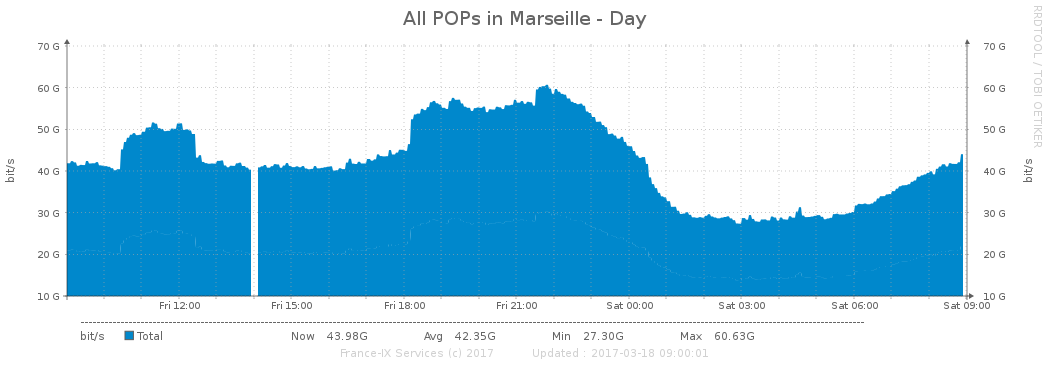 All POPs in Marseille - Day
RRDTOOL / TOBI OETIKER
70 G 70 G
60 G 60 G
50 G 50 G
40 G 40 G
30 G 30 G
20 G 20 G
10 G 10 G
bit/s bit/s
Fri 12:00 Fri 15:00 Fri 18:00 Fri 21:00 Sat 00:00 Sat 03:00 Sat 06:00 Sat 09:00
bit/s Total Now 43.98G Avg 42.35G Min 27.30G Max 60.63G
France-IX Services (c) 2017 Updated : 2017-03-18 09:00:01